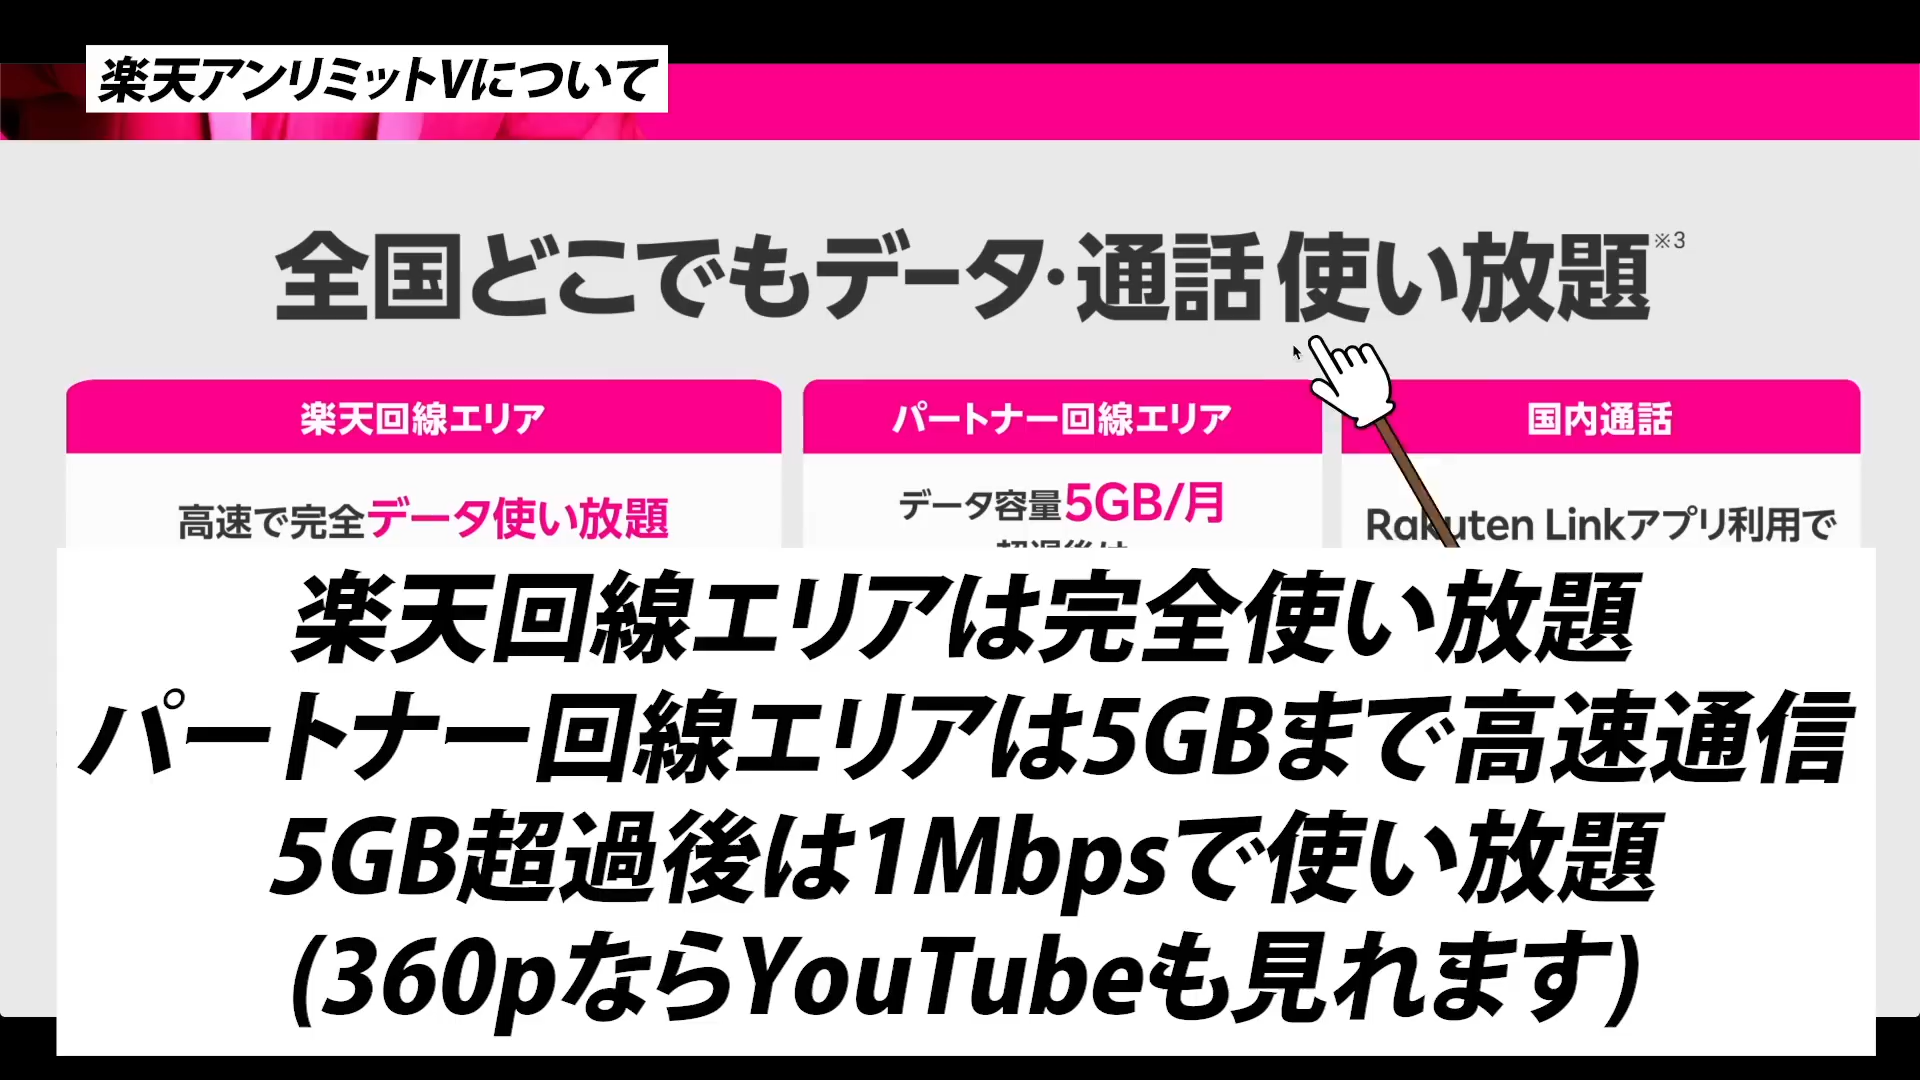 楽天アンリミットVについて
全国どこでもデータ・通話 使い放題※3
楽天回線エリア
パートナー回線エリア
国内通話
高速で完全データ使い放題
データ容量5GB/月
超過後は
Rakuten Linkアプリ利用で
楽天回線エリアは完全使い放題
パートナー回線エリアは5GBまで高速通信
5GB超過後は1Mbpsで使い放題
(360pならYouTubeも見れます)